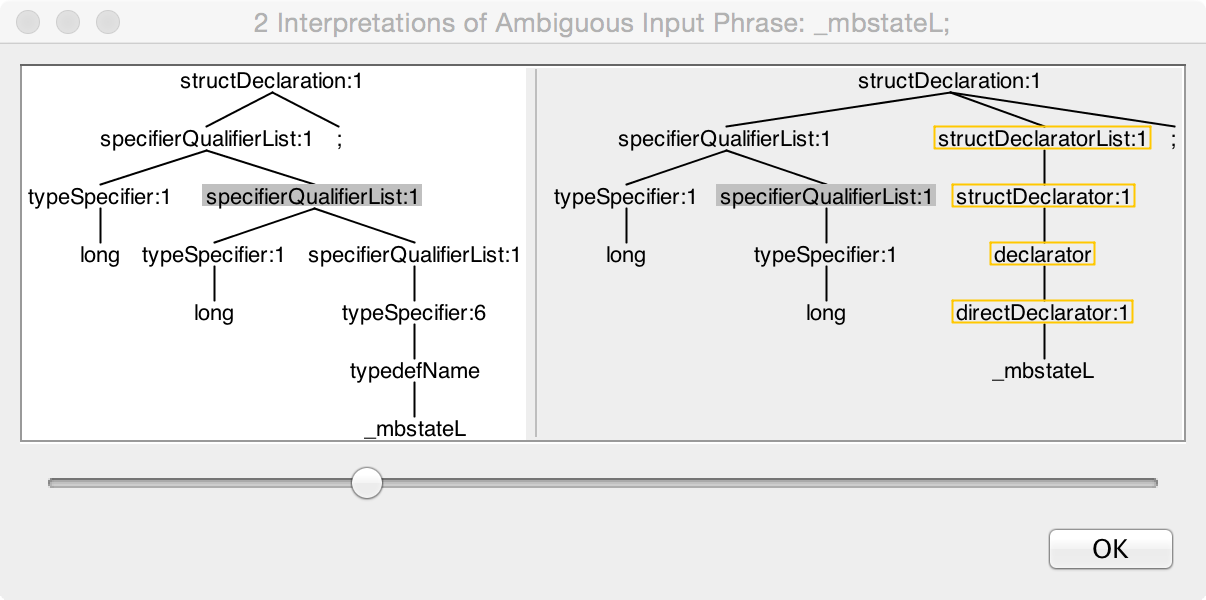 2 Interpretations of Ambiguous Input Phrase: _mbstateL;
structDeclaration:1
specifierQualifierList:1 ;
typeSpecifier:1 specifierQualifierList:1
long typeSpecifier:1 specifierQualifierList:1
long typeSpecifier:6
typedefName
_mbstateL
structDeclaration:1
specifierQualifierList:1 structDeclaratorList:1 ;
typeSpecifier:1 specifierQualifierList:1 structDeclarator:1
long typeSpecifier:1 declarator
long directDeclarator:1
_mbstateL
OK